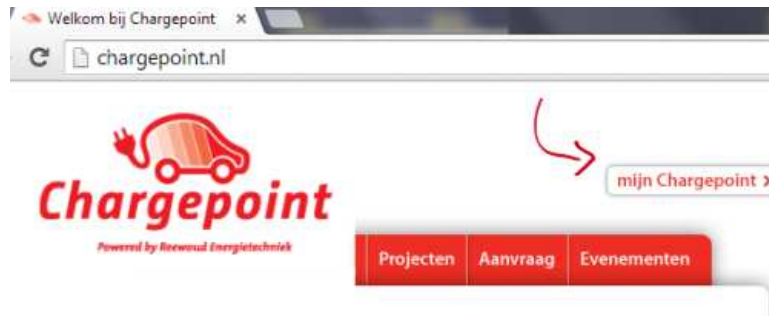 Welkom bij Chargepoint
chargepoint.nl
mijn Chargepoint
Chargepoint
Powered by Reewoud Energietechniek
Projecten Aanvraag Evenementen